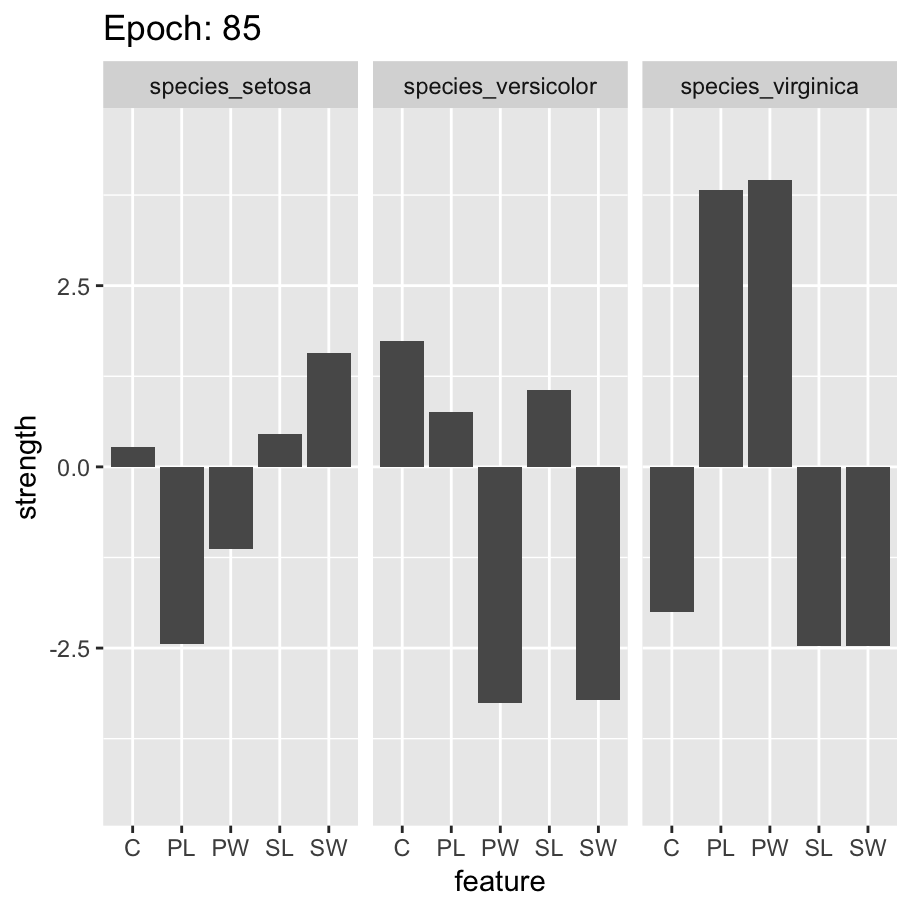 Epoch: 85
species_setosa species_versicolor species_virginica
2.5
0.0
-2.5
strength
C PL PW SL SW C PL PW SL SW C PL PW SL SW
feature